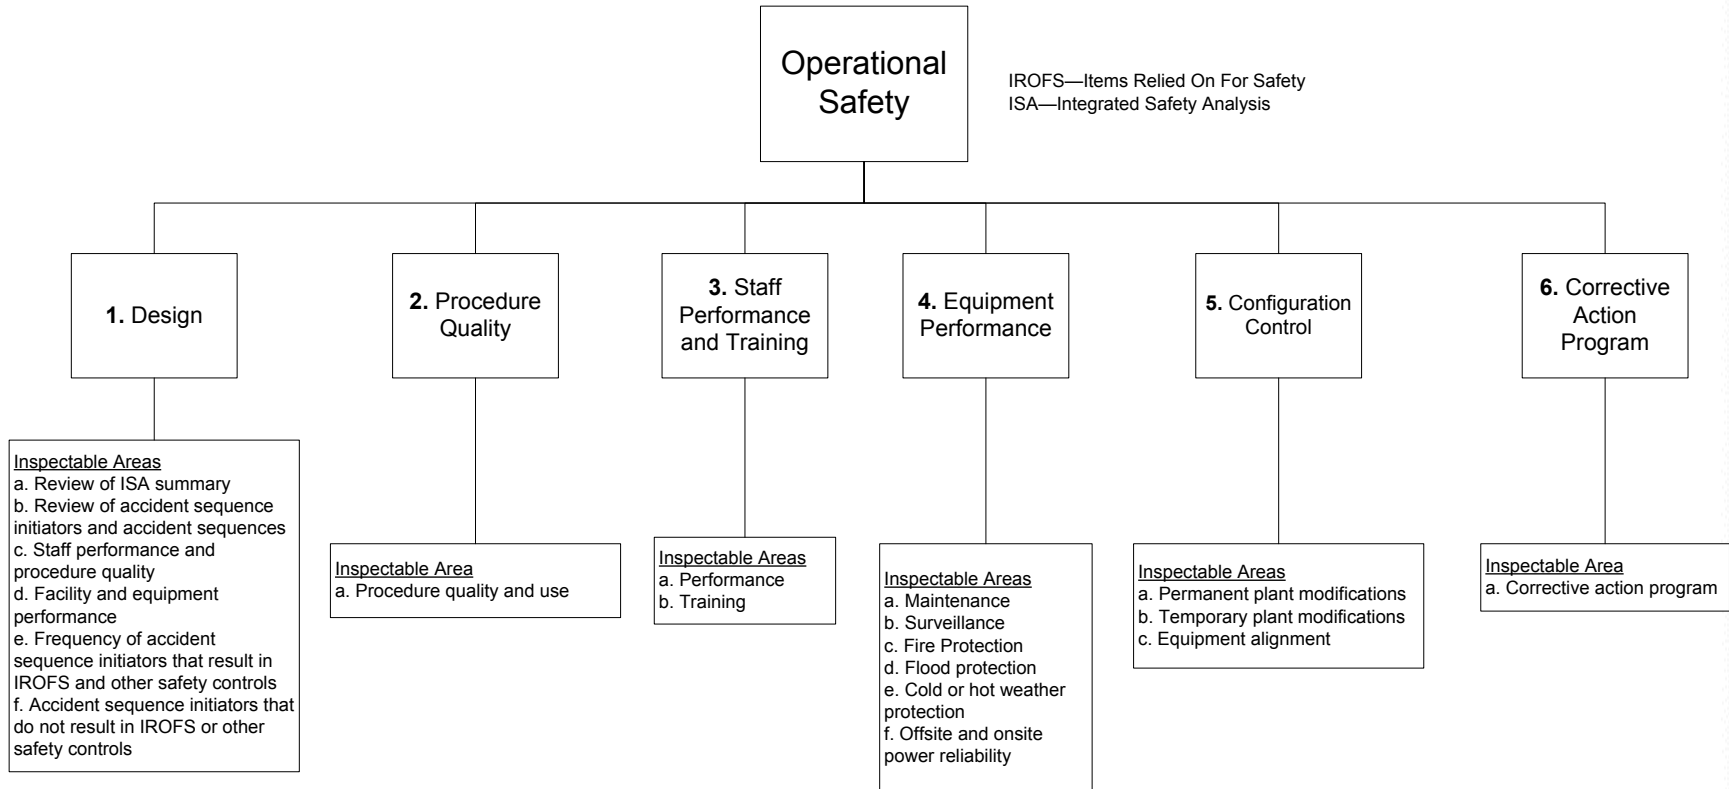 Operational
Safety
IROFS—Items Relied On For Safety
ISA—Integrated Safety Analysis
1. Design
2. Procedure
Quality
3. Staff
Performance
and Training
4. Equipment
Performance
5. Configuration
Control
6. Corrective
Action
Program
Inspectable Areas
a. Review of ISA summary
b. Review of accident sequence
initiators and accident sequences
c. Staff performance and
procedure quality
d. Facility and equipment
performance
e. Frequency of accident
sequence initiators that result in
IROFS and other safety controls
f. Accident sequence initiators that
do not result in IROFS or other
safety controls
Inspectable Area
a. Procedure quality and use
Inspectable Areas
a. Performance
b. Training
Inspectable Areas
a. Maintenance
b. Surveillance
c. Fire Protection
d. Flood protection
e. Cold or hot weather
protection
f. Offsite and onsite
power reliability
Inspectable Areas
a. Permanent plant modifications
b. Temporary plant modifications
c. Equipment alignment
Inspectable Area
a. Corrective action program